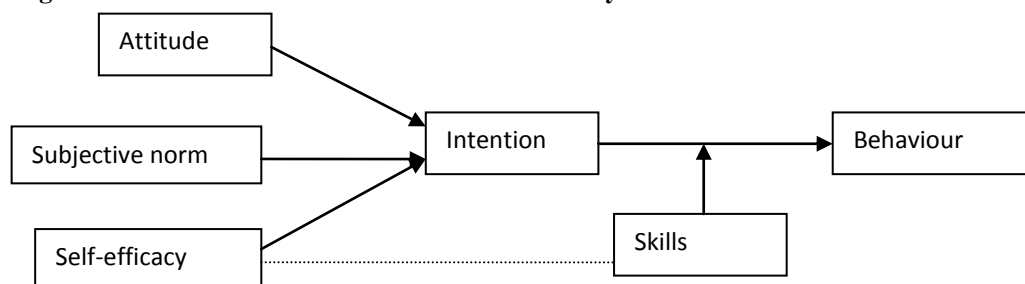 Attitude
Subjective norm
Intention
Behaviour
Self-efficacy
Skills